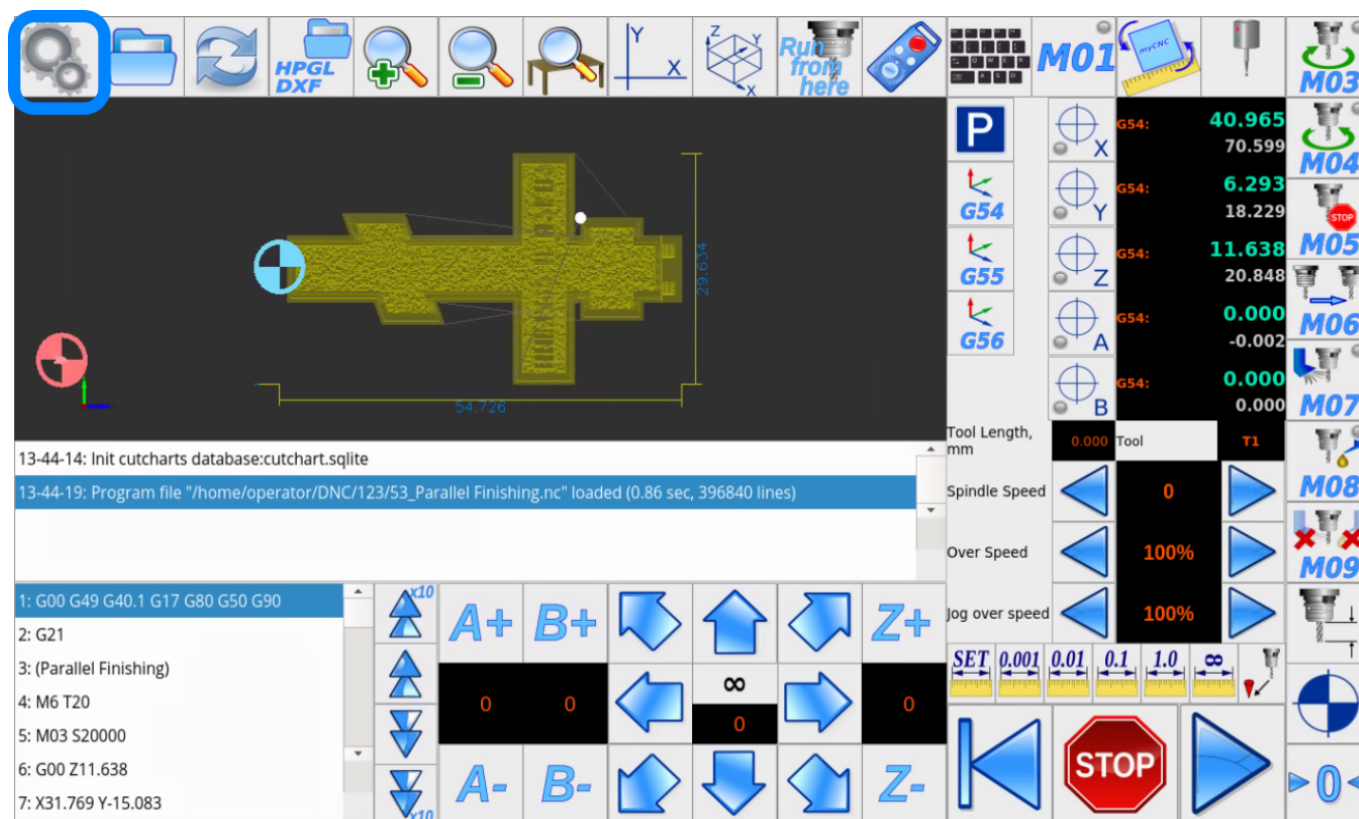 HPGL
DXF
Y
X
Z
Y
X
Run
from
here
Q W E
A S D
M01
myCNC
M03
P
X
G54:
40.965
70.599
M04
G54
Y
G54:
6.293
18.229
STOP
M05
G55
Z
G54:
11.638
20.848
G56
A
G54:
0.000
-0.002
M06
B
G54:
0.000
0.000
M07
29.634
54.726
Tool Length,
mm
0.000
Tool
T1
13-44-14: Init cutcharts database:cutchart.sqlite
13-44-19: Program file "/home/operator/DNC/123/53_Parallel Finishing.nc" loaded (0.86 sec, 396840 lines)
Spindle Speed
0
M08
Over Speed
100%
M09
Jog over speed
100%
1: G00 G49 G40.1 G17 G80 G50 G90
2: G21
3: (Parallel Finishing)
4: M6 T20
5: M03 S20000
6: G00 Z11.638
7: X31.769 Y-15.083
x10
x10
A+
B+
Z+
0
0
∞
0
0
A-
B-
Z-
SET
0.001
0.01
0.1
1.0
∞
STOP
0